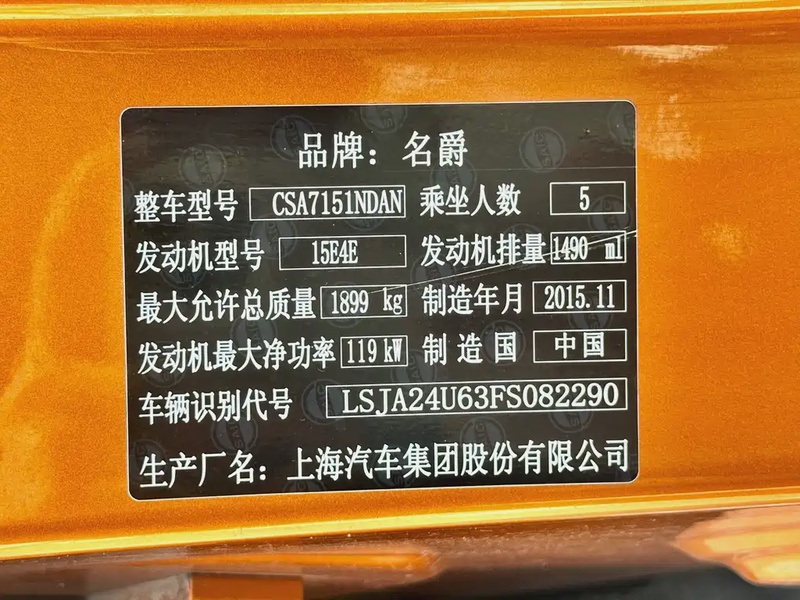 品牌：名爵
整车型号 CSA7151NDAN 乘坐人数 5
发动机型号 15E4E 发动机排量 1490 ml
最大允许总质量 1899 kg 制造年月 2015.11
发动机最大净功率 119 kW 制造国 中国
车辆识别代号 LSJA24U63FS082290
生产厂名：上海汽车集团股份有限公司